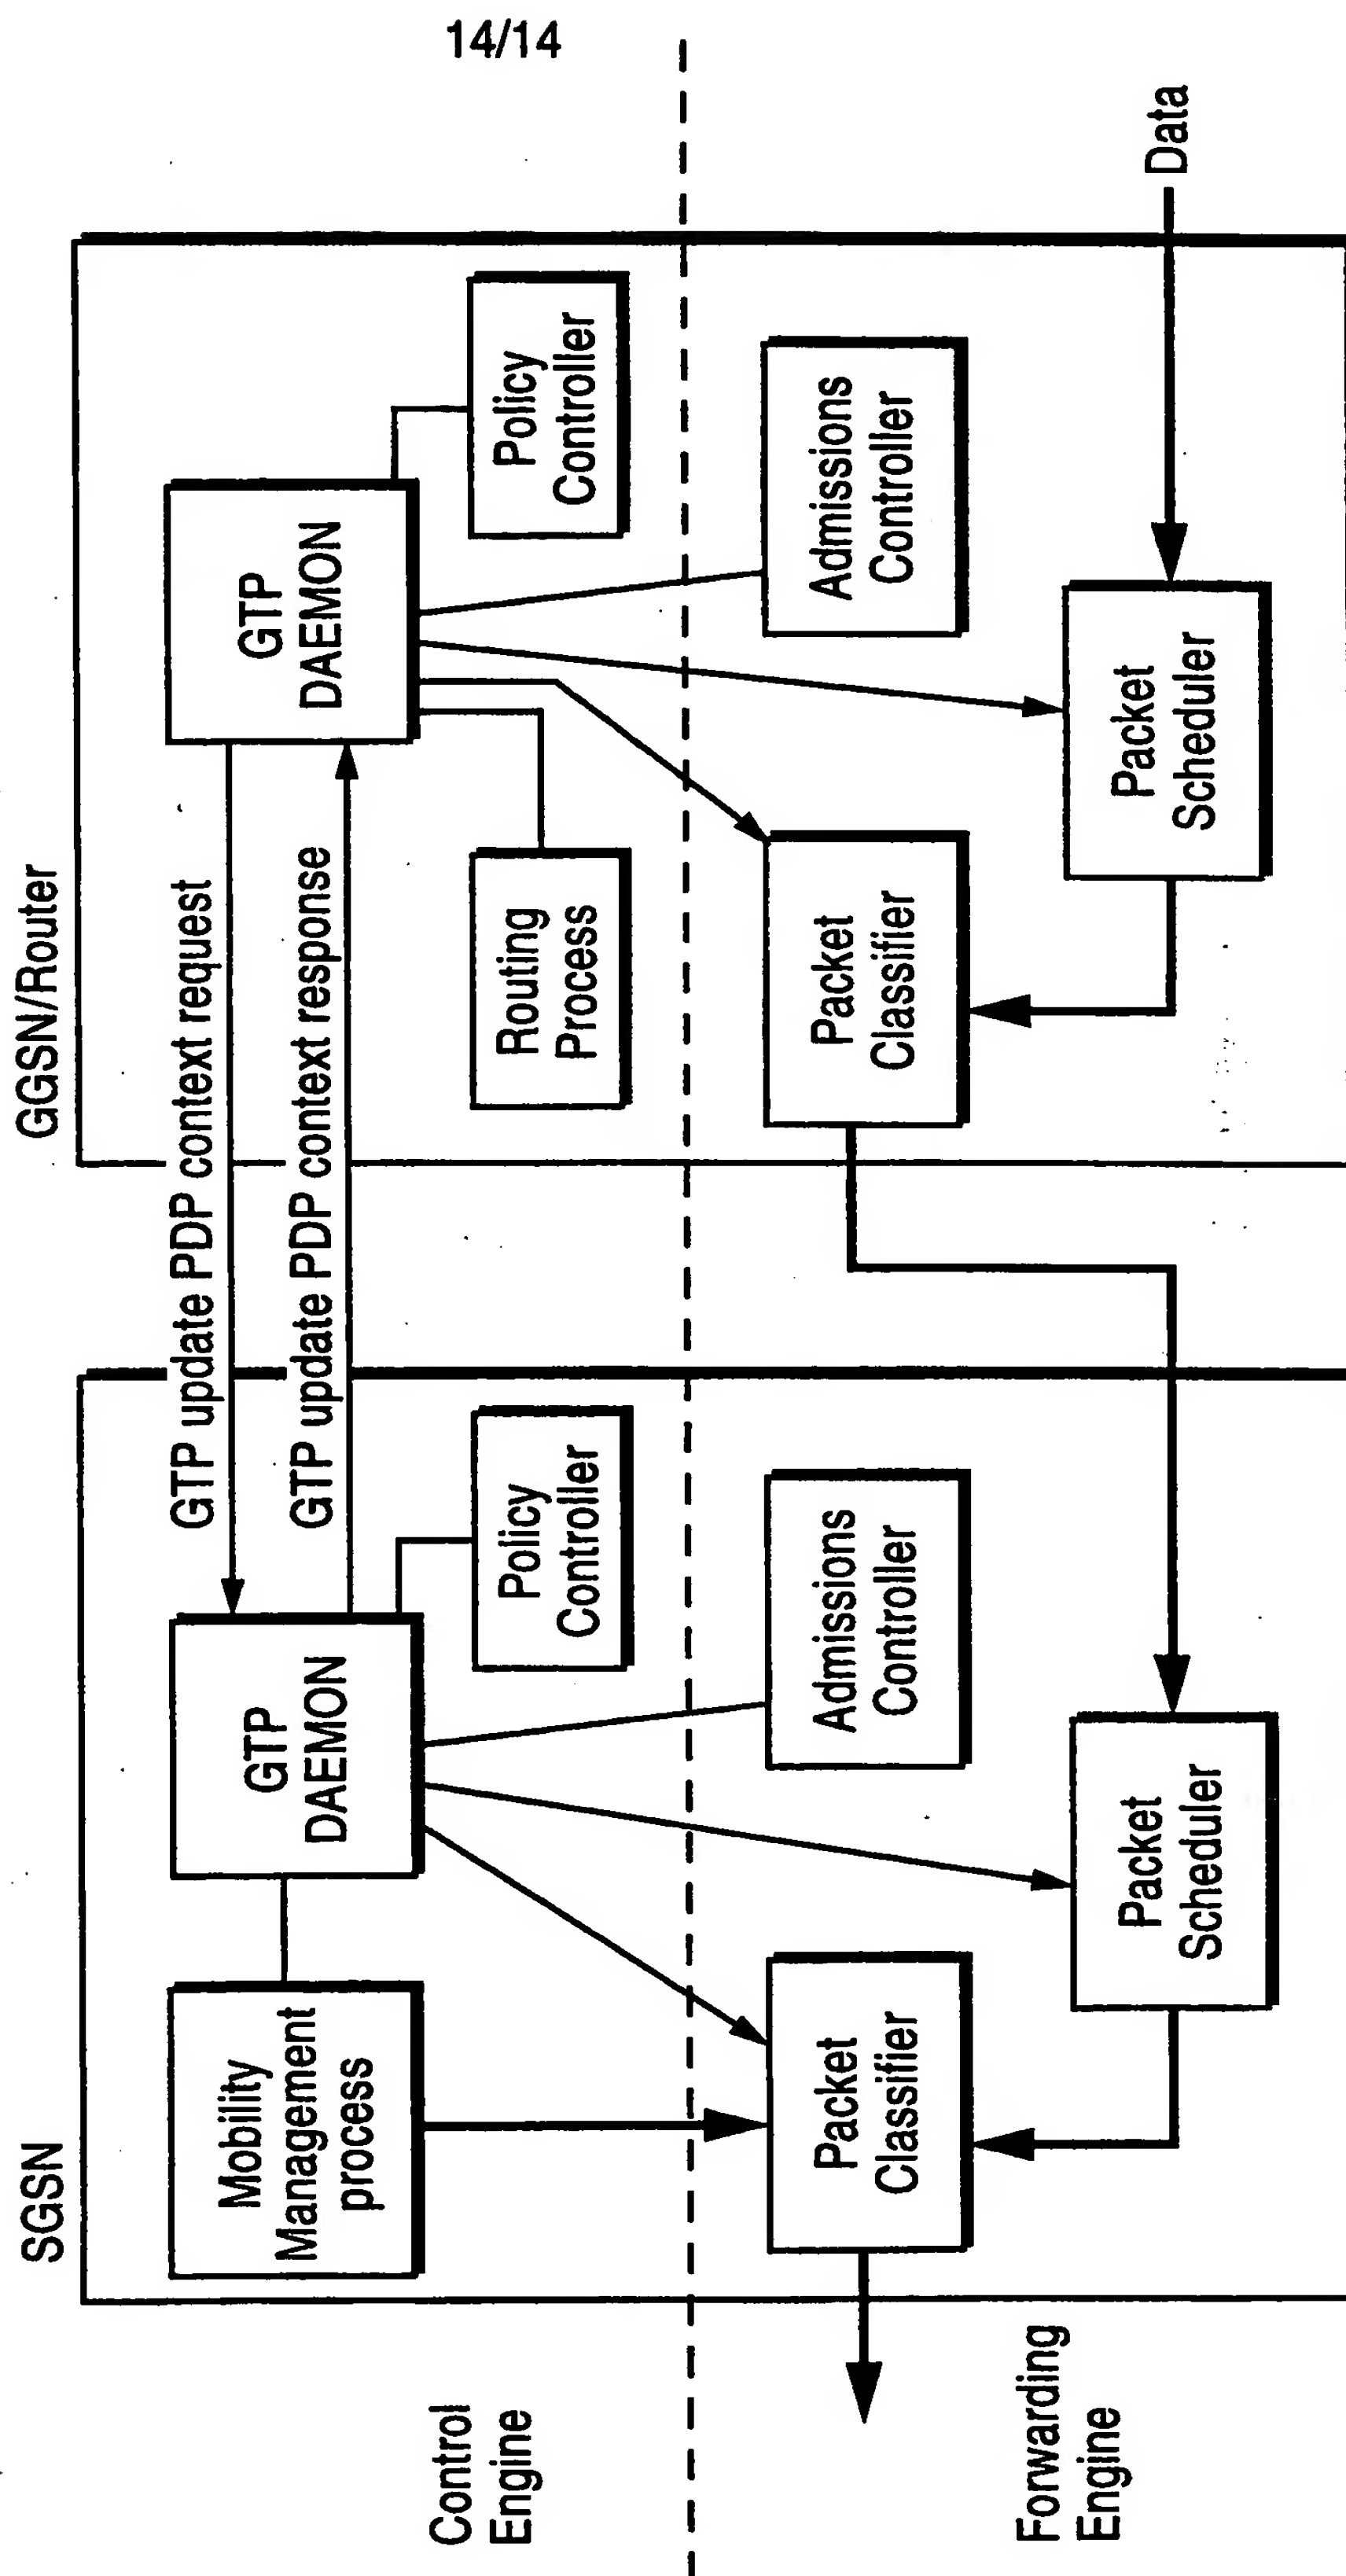 14/14
SGSN
GGSN/Router
GTP update PDP context request
GTP update PDP context response
Mobility
Management
process
GTP
DAEMON
GTP
DAEMON
Control
Engine
Policy
Controller
Routing
Process
Policy
Controller
Packet
Classifier
Admissions
Controller
Packet
Classifier
Admissions
Controller
Forwarding
Engine
Packet
Scheduler
Packet
Scheduler
Data